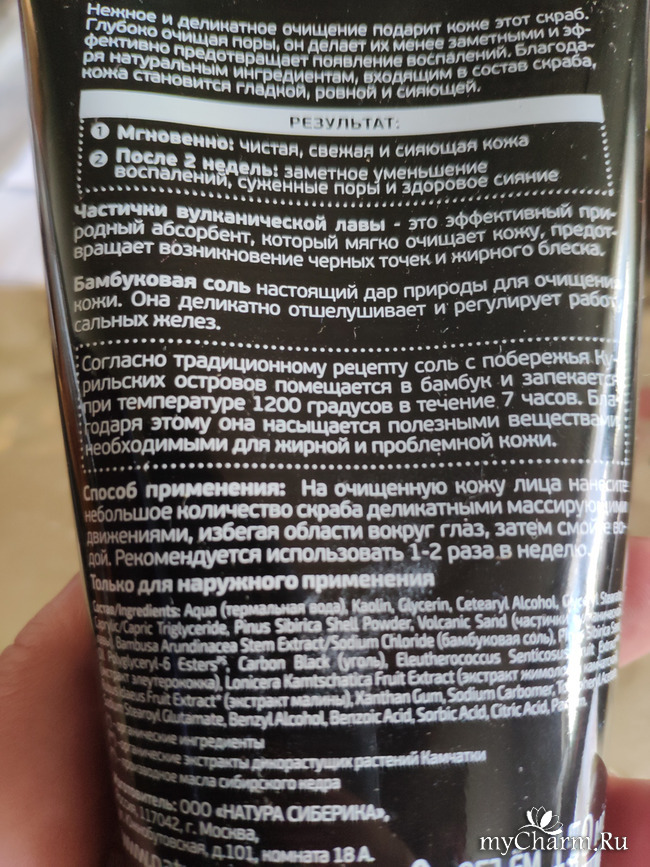 Нежное и деликатное очищение подарит коже этот скраб.
Глубоко очищая поры, он делает их менее заметными и эф-
фективно предотвращает появление воспалений. Благода-
ря натуральным ингредиентам, входящим в состав скраба,
кожа становится гладкой, ровной и сияющей.
РЕЗУЛЬТАТ:
1 Мгновенно: чистая, свежая и сияющая кожа
2 После 2 недель: заметное уменьшение
воспалений, суженные поры и здоровое сияние
Частички вулканической лавы - это эффективный при-
родный абсорбент, который мягко очищает кожу, предот-
вращает возникновение черных точек и жирного блеска.
Бамбуковая соль настоящий дар природы для очищени
кожи. Она деликатно отшелушивает и регулирует рабо
сальных желез.
Согласно традиционному рецепту соль с побережья Ку-
рильских островов помещается в бамбук и запекается
при температуре 1200 градусов в течение 7 часов. Бла-
годаря этому она насыщается полезными веществами,
необходимыми для жирной и проблемной кожи.
Способ применения: На очищенную кожу лица нанесите
небольшое количество скраба деликатными массирующими
движениями, избегая области вокруг глаз, затем смойте во-
дой. Рекомендуется использовать 1-2 раза в неделю.
Только для наружного применения
Состав/Ingredients: Aqua (термальная вода), Kaolin, Glycerin, Cetearyl Alcohol,
Caprylic/Capric Triglyceride, Pinus Sibirica Shell Powder, Volcanic Sand (частички
Bambusa Arundinacea Stem Extract/Sodium Chloride (бамбуковая соль),
Polyglyceryl-6 Esters, Carbon Black (уголь), Eleutherococcus Senticosus
элеутерококка), Lonicera Kamtschatica Fruit Extract (экстракт
Fruit Extract* (экстракт малины), Xanthan Gum, Sodium Carbomer,
Stearoyl Glutamate, Benzyl Alcohol, Benzoic Acid, Sorbic Acid, Citric Acid,
органические ингредиенты
экстракты дикорастущих растений Камчатки
масла сибирского кедра
ООО «НАТУРА СИБЕРИКА»,
117042, г. Москва,
д.101, комната 18 А.
myCharm.Ru